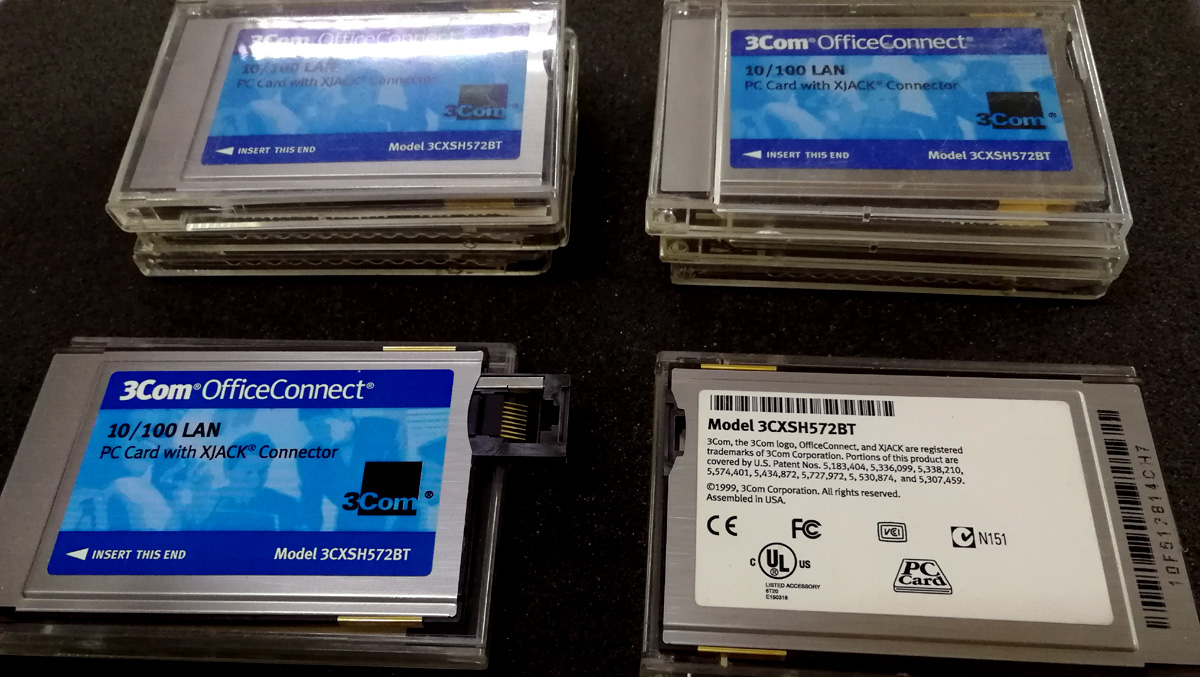 3Com® OfficeConnect®
10/100 LAN
PC Card with XJACK® Connector
3Com®
INSERT THIS END
Model 3CXSH572BT
3Com® OfficeConnect®
10/100 LAN
PC Card with XJACK® Connector
3Com®
INSERT THIS END
Model 3CXSH572BT
3Com® OfficeConnect®
10/100 LAN
PC Card with XJACK® Connector
3Com®
INSERT THIS END
Model 3CXSH572BT
Model 3CXSH572BT
3Com, the 3Com logo, OfficeConnect, and XJACK are registered
trademarks of 3Com Corporation. Portions of this product are
covered by U.S. Patent Nos. 5,183,404, 5,336,099, 5,338,210,
5,574,401, 5,434,872, 5,727,972, 5, 530,874, and 5,307,459.
©1999, 3Com Corporation. All rights reserved.
Assembled in USA.
CE FC VCI N151
C UL® US
LISTED ACCESSORY
6720
E150318
PC
Card